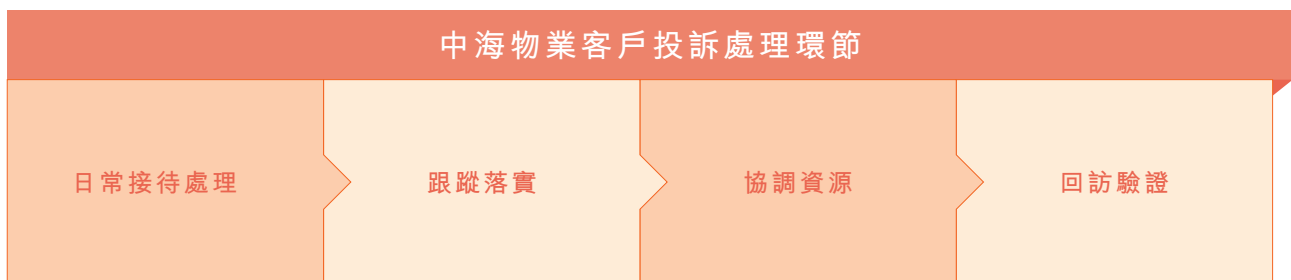 中海物業客戶投訴處理環節
日常接待處理
跟蹤落實
協調資源
回訪驗證